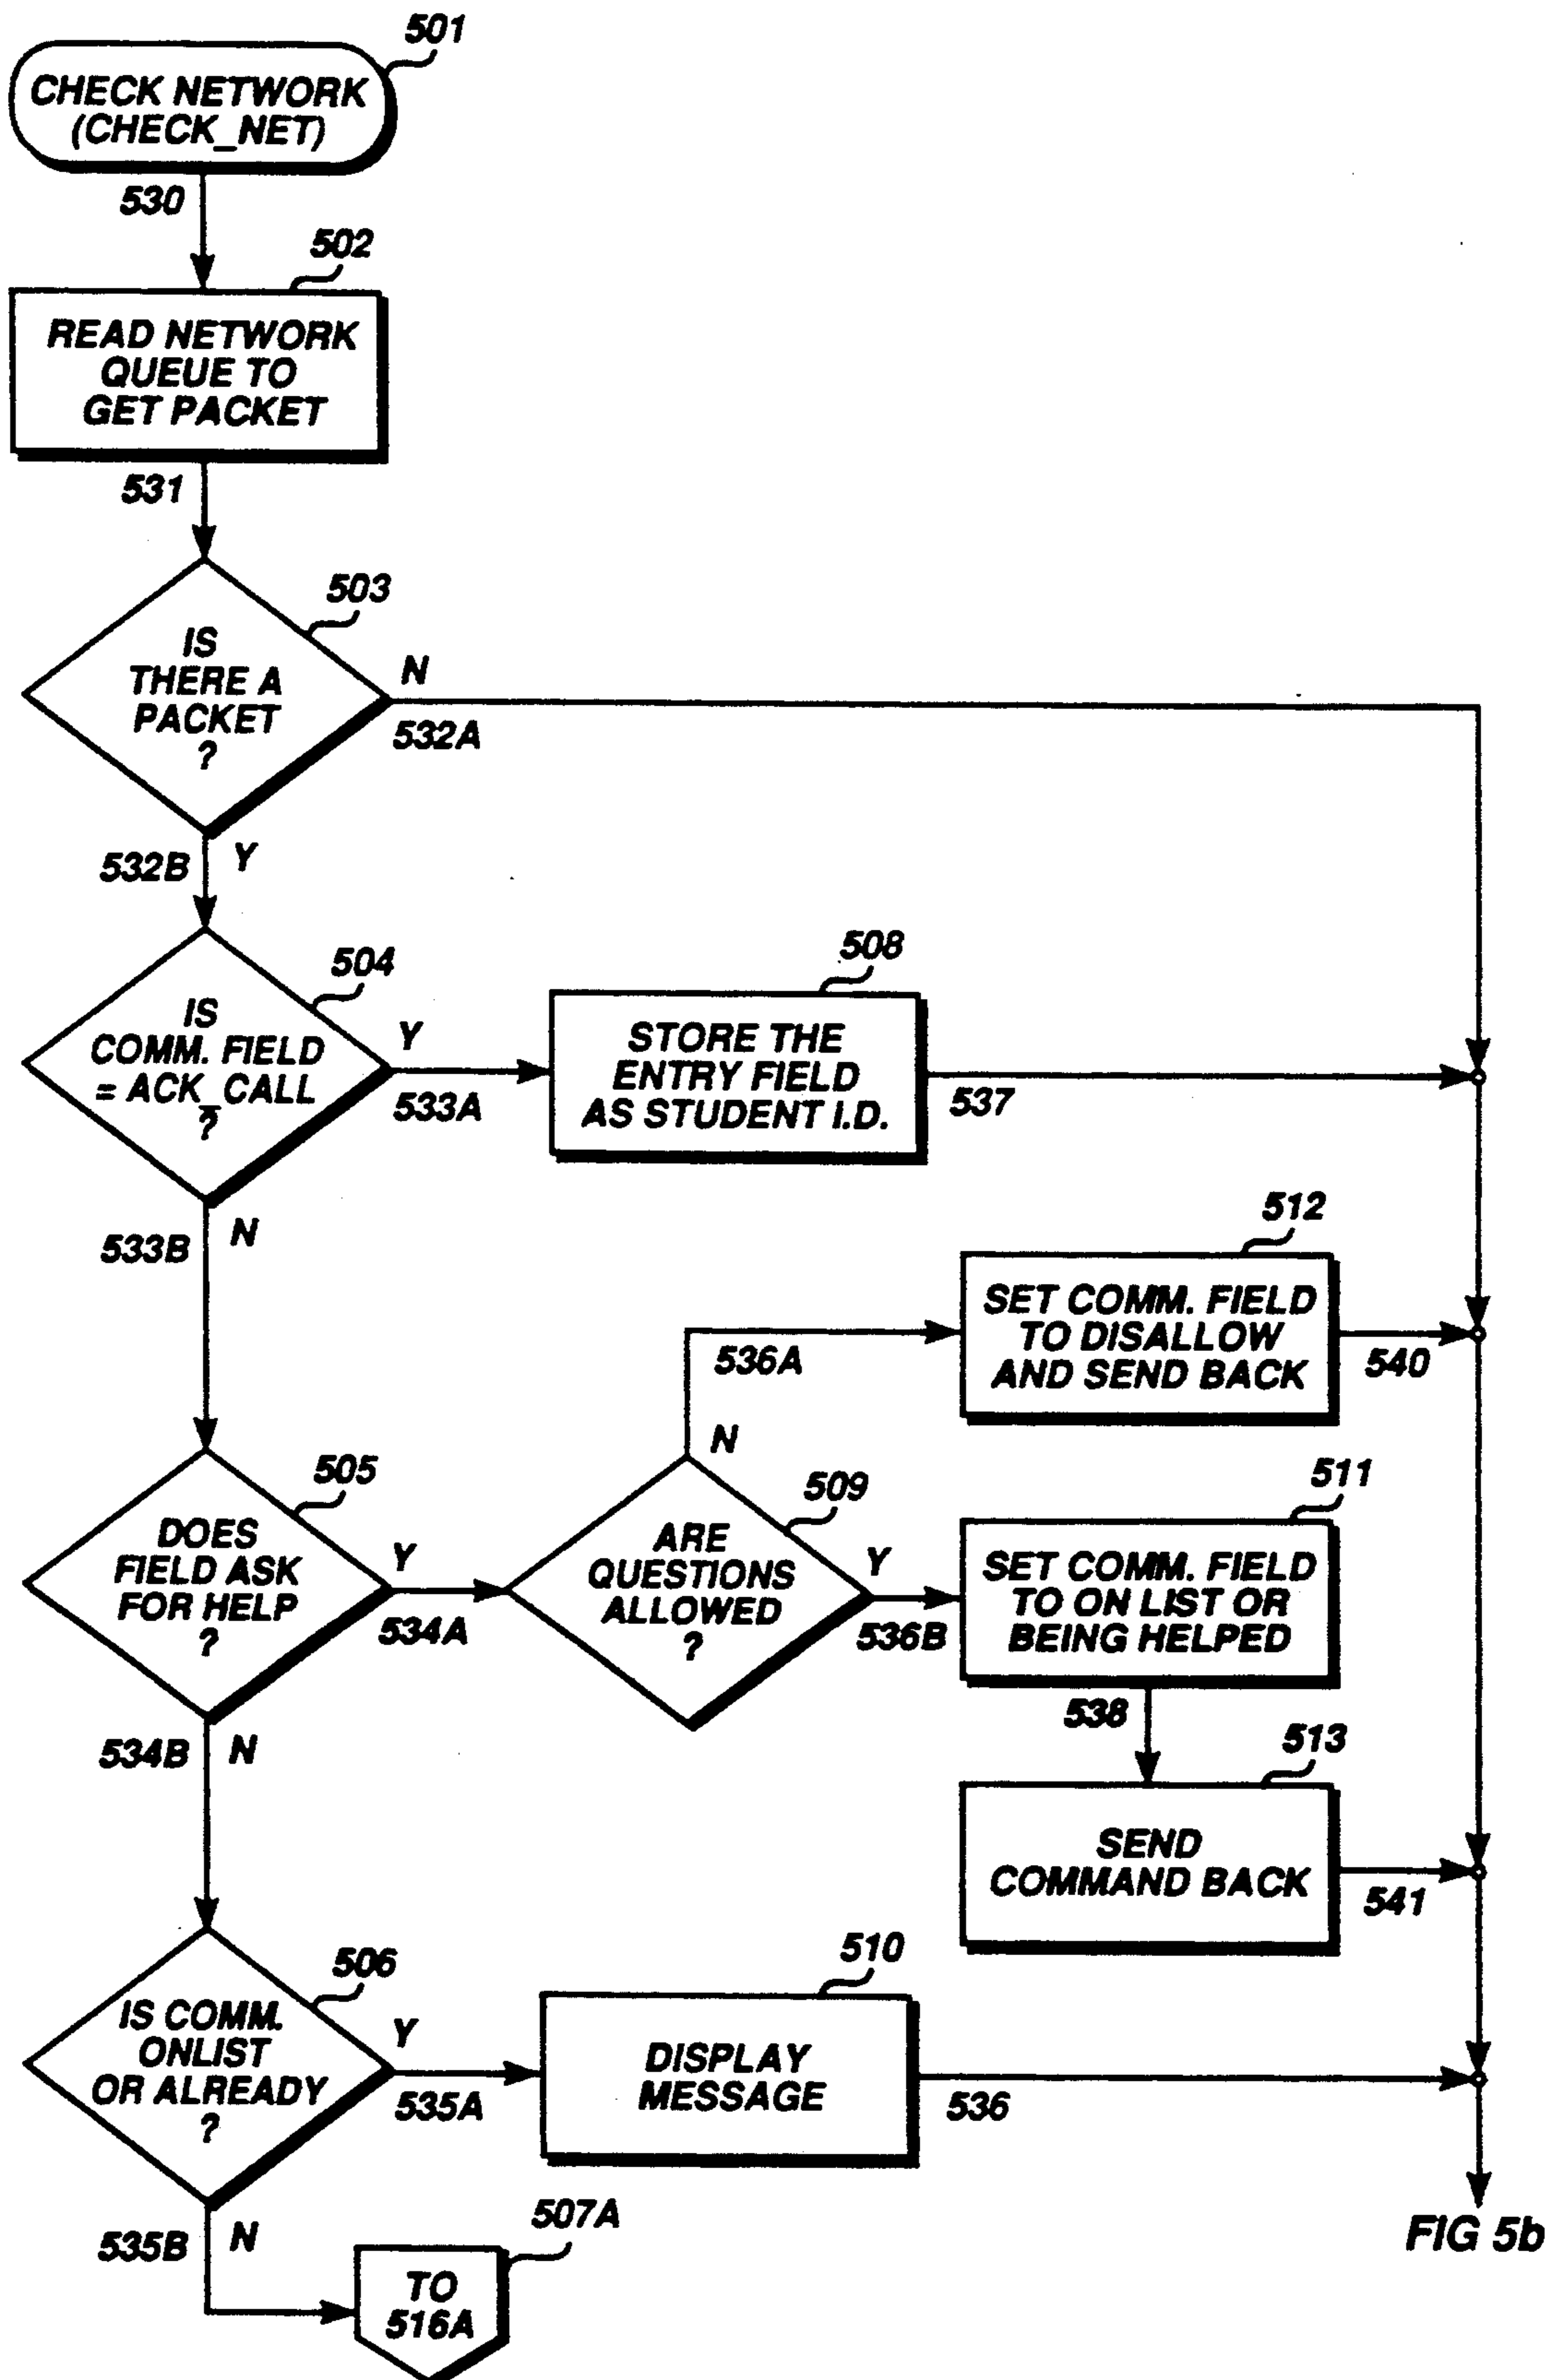 501
CHECK NETWORK
(CHECK_NET)
530
502
READ NETWORK
QUEUE TO
GET PACKET
531
503
IS
THERE A
PACKET
?
N
532A
532B
Y
504
IS
COMM. FIELD
= ACK_CALL
?
Y
533A
508
STORE THE
ENTRY FIELD
AS STUDENT I.D.
537
533B
N
512
SET COMM. FIELD
TO DISALLOW
AND SEND BACK
536A
540
N
505
DOES
FIELD ASK
FOR HELP
?
Y
534A
509
ARE
QUESTIONS
ALLOWED
?
Y
536B
511
SET COMM. FIELD
TO ON LIST OR
BEING HELPED
538
513
SEND
COMMAND BACK
541
534B
N
506
IS COMM.
ONLIST
OR ALREADY
?
Y
535A
510
DISPLAY
MESSAGE
536
535B
N
507A
TO
516A
FIG 5b